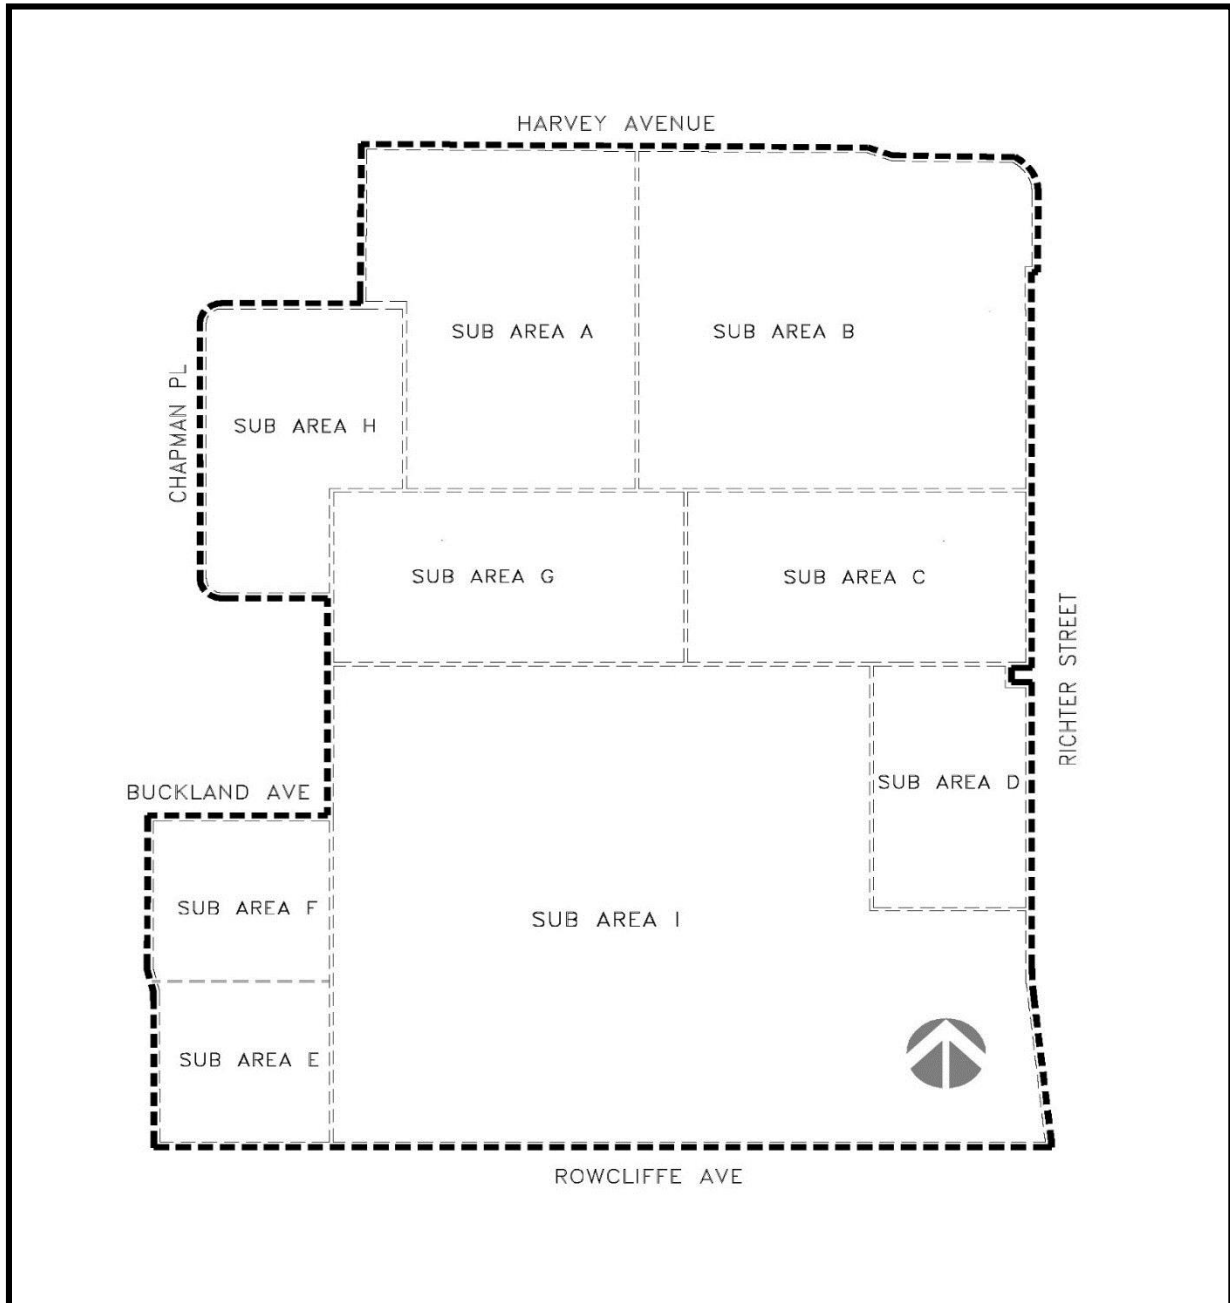 HARVEY AVENUE
SUB AREA A
SUB AREA B
CHAPMAN PL
SUB AREA H
SUB AREA G
SUB AREA C
RICHTER STREET
SUB AREA D
BUCKLAND AVE
SUB AREA F
SUB AREA I
SUB AREA E
ROWCLIFFE AVE